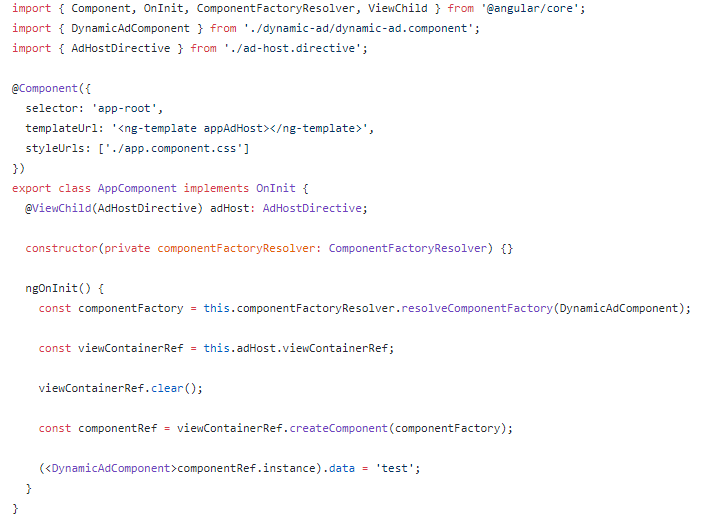 import { Component, OnInit, ComponentFactoryResolver, ViewChild } from '@angular/core';
import { DynamicAdComponent } from './dynamic-ad/dynamic-ad.component';
import { AdHostDirective } from './ad-host.directive';

@Component({
  selector: 'app-root',
  templateUrl: '<ng-template appAdHost></ng-template>',
  styleUrls: ['./app.component.css']
})
export class AppComponent implements OnInit {
  @ViewChild(AdHostDirective) adHost: AdHostDirective;

  constructor(private componentFactoryResolver: ComponentFactoryResolver) {}

  ngOnInit() {
    const componentFactory = this.componentFactoryResolver.resolveComponentFactory(DynamicAdComponent);

    const viewContainerRef = this.adHost.viewContainerRef;

    viewContainerRef.clear();

    const componentRef = viewContainerRef.createComponent(componentFactory);

    (<DynamicAdComponent>componentRef.instance).data = 'test';
  }
}